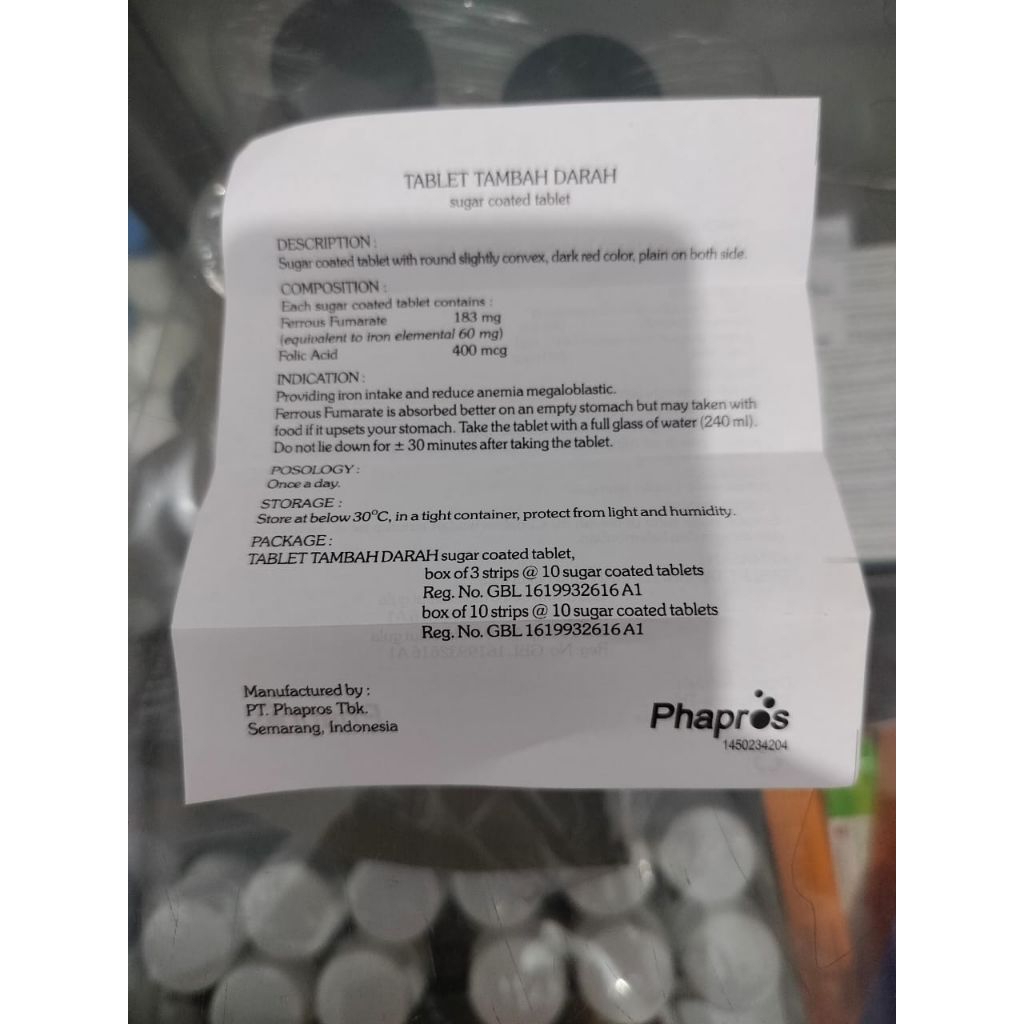 TABLET TAMBAH DARAH
sugar coated tablet
DESCRIPTION :
Sugar coated tablet with round slightly convex, dark red color, plain on both side.
COMPOSITION :
Each sugar coated tablet contains :
Ferrous Fumarate 183 mg
(equivalent to iron elemental 60 mg)
Folic Acid 400 mcg
INDICATION :
Providing iron intake and reduce anemia megaloblastic.
Ferrous Fumarate is absorbed better on an empty stomach but may taken with
food if it upsets your stomach. Take the tablet with a full glass of water (240 ml).
Do not lie down for ± 30 minutes after taking the tablet.
POSOLOGY :
Once a day.
STORAGE :
Store at below 30°C, in a tight container, protect from light and humidity.
PACKAGE :
TABLET TAMBAH DARAH sugar coated tablet,
box of 3 strips @ 10 sugar coated tablets
Reg. No. GBL 1619932616 A1
box of 10 strips @ 10 sugar coated tablets
Reg. No. GBL 1619932616 A1
Manufactured by :
PT. Phapros Tbk.
Semarang, Indonesia
Phapros
1450234204